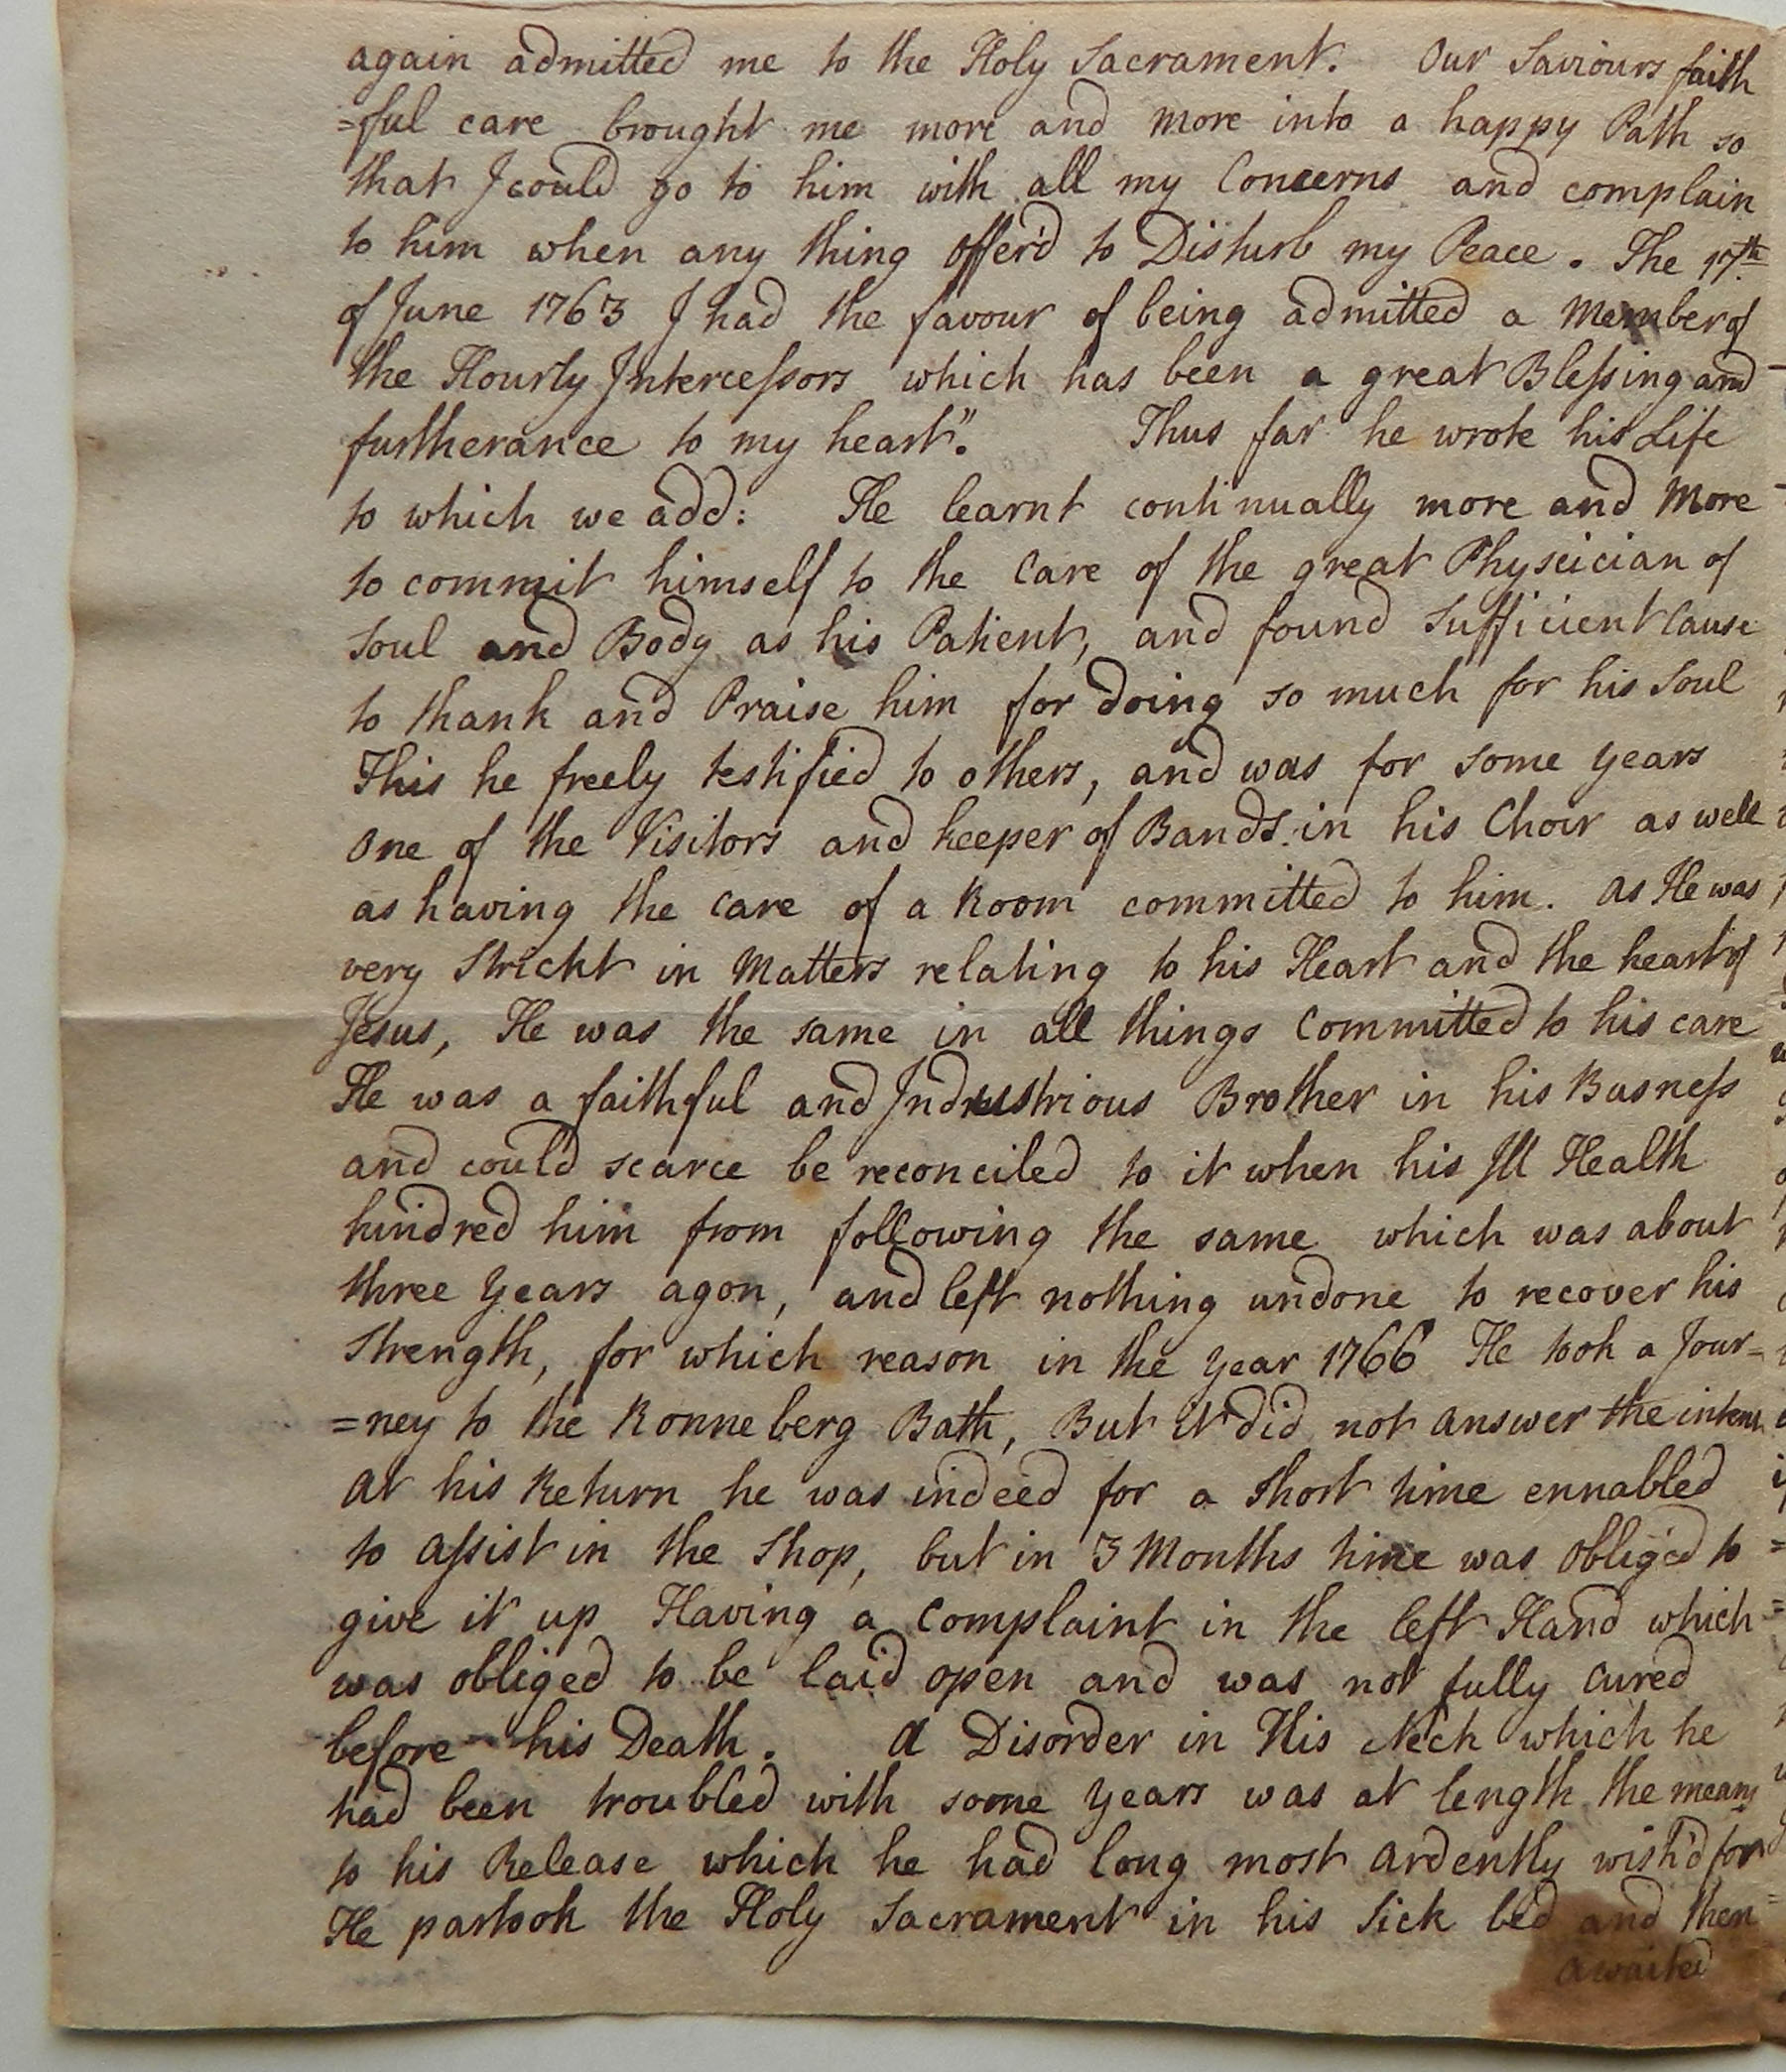 again admitted me to the Holy Sacrament. Our Saviours faith
=ful care brought me more and more into a happy Path so
that I could go to him with all my Concerns and complain
to him when any thing offer'd to Disturb my Peace. The 17th
of June 1763 I had the favour of being admitted a Member of
the Hourly Intercessors which has been a great Blessing and
furtherance to my heart". Thus far he wrote his Life
to which we add: He learnt continually more and More
to commit himself to the Care of the great Physcician of
Soul and Body as his Patient, and found Sufficient Cause
to thank and Praise him for doing so much for his Soul
This he freely testified to others, and was for some years
One of the Visitors and keeper of Bands in his Choir as well
as having the Care of a Room committed to him. As He was
very Strickt in Matters relating to his Heart and the heart of
Jesus, He was the same in all things Committed to his care
He was a faithful and Industrious Brother in his Busness
and could scarce be reconciled to it when his Ill Health
hindred him from following the same which was about
three years agon, and left nothing undone to recover his
Strength, for which reason in the year 1766 He took a Jour=
=ney to the Ronneberg Bath, But it did not answer the intent
At his Return he was indeed for a Short time ennabled
to assist in the Shop, but in 3 Months time was Oblig'd to
give it up Having a Complaint in the left Hand which
was obliged to be laid open and was not fully Cured
before his Death. A Disorder in His Neck which he
had been troubled with some years was at length the means
to his Release which he had long most Ardently wish'd for
He partook the Holy Sacrament in his Sick bed and then
awaited